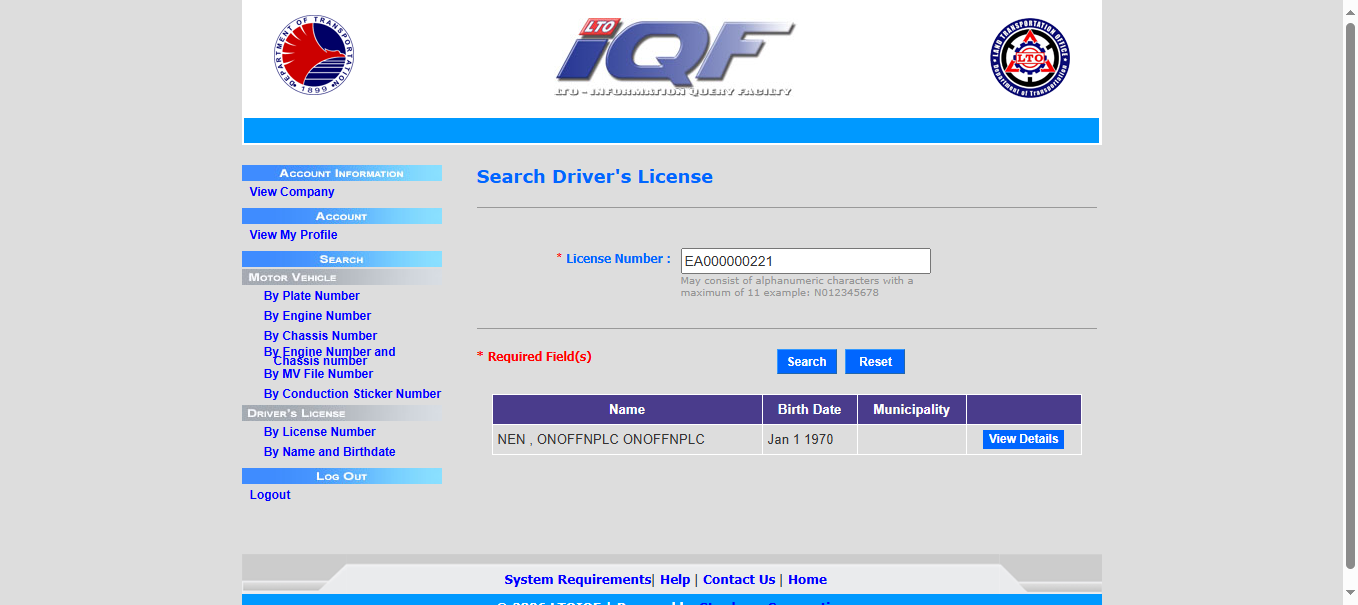 DEPARTMENT OF TRANSPORTATION
1899
LTO
iQF
LTO - INFORMATION QUERY FACILTY
LAND TRANSPORTATION OFFICE
LTO
Department of Transportation
Account Information
View Company
Account
View My Profile
Search
Motor Vehicle
By Plate Number
By Engine Number
By Chassis Number
By Engine Number and
Chassis number
By MV File Number
By Conduction Sticker Number
Driver's License
By License Number
By Name and Birthdate
Log Out
Logout
Search Driver's License
* License Number : EA000000221
May consist of alphanumeric characters with a
maximum of 11 example: N012345678
* Required Field(s) Search Reset
Name Birth Date Municipality
NEN , ONOFFNPLC ONOFFNPLC Jan 1 1970 View Details
System Requirements| Help | Contact Us | Home